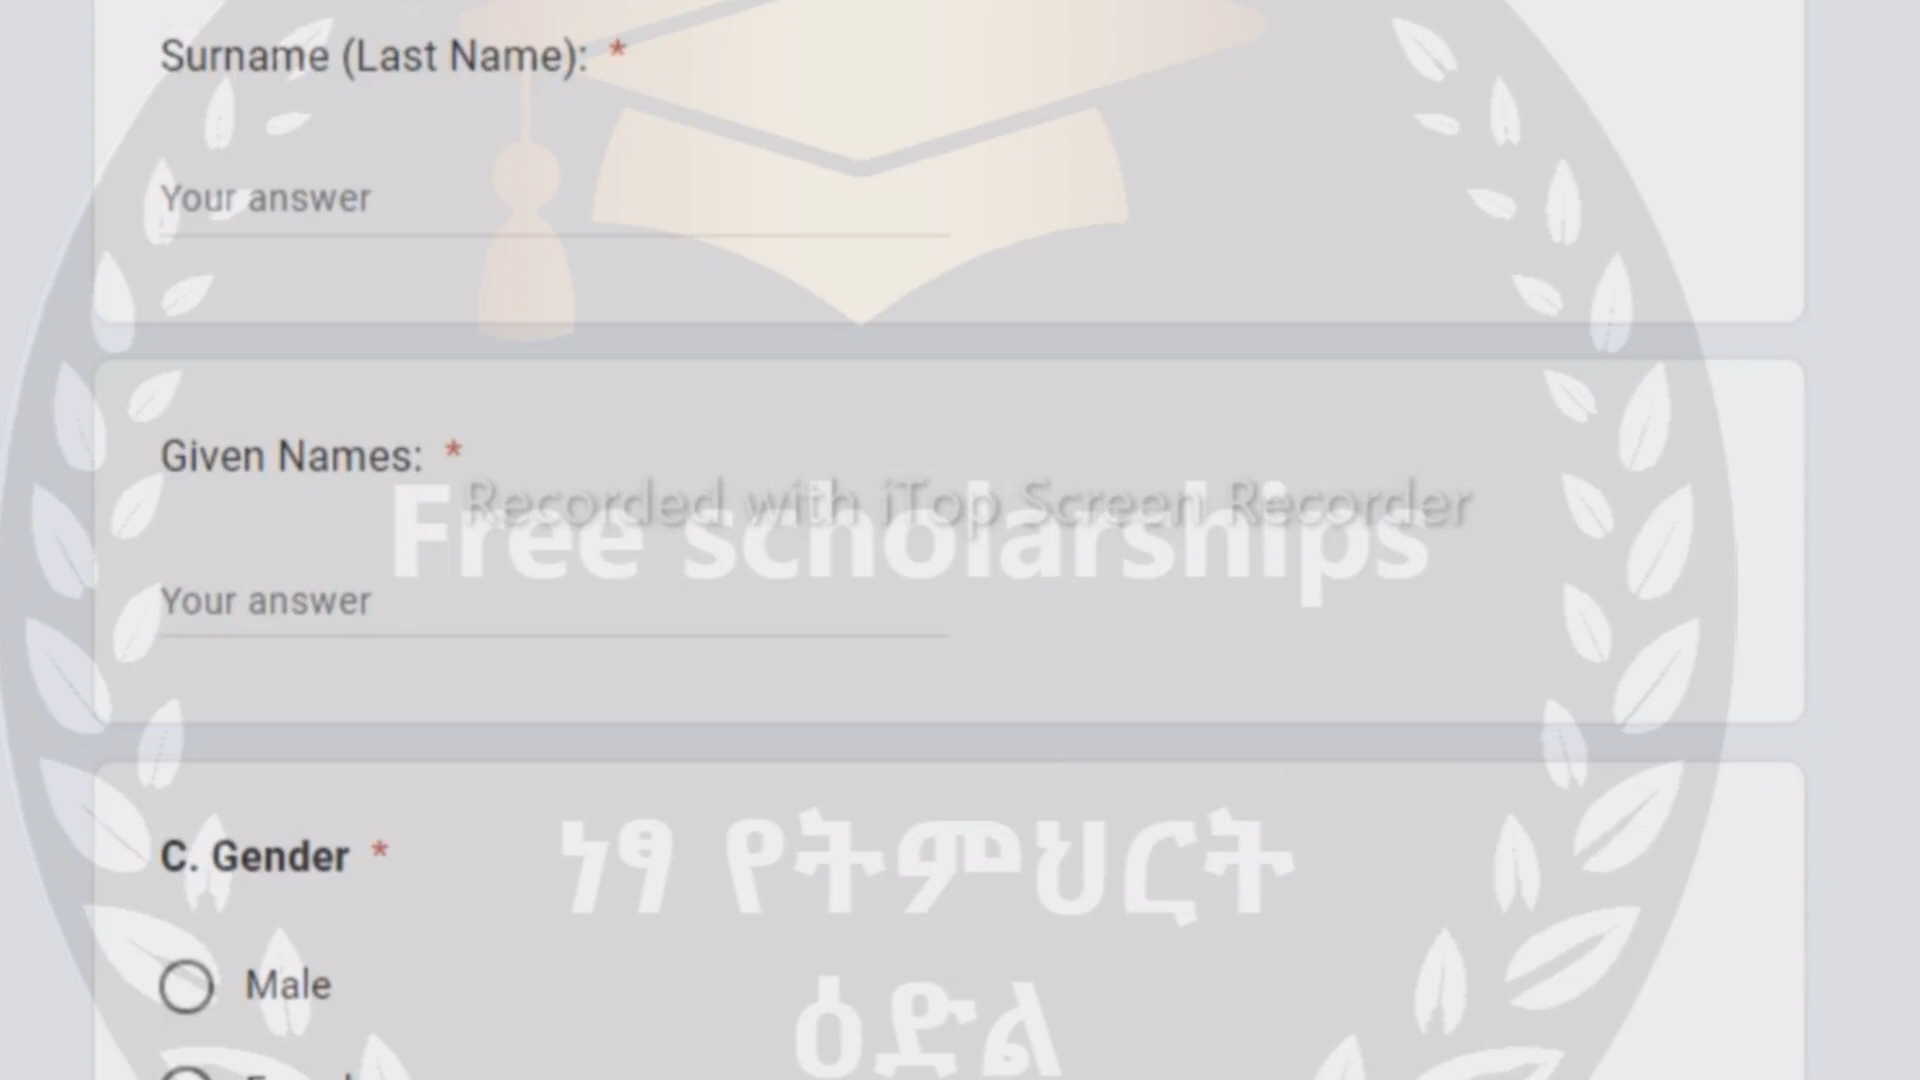 Surname (Last Name): *
Your answer
Given Names: *
Recorded with iTop Screen Recorder
Free scholarships
Your answer
ነፃ የትምህርት
C. Gender *
ዕድል
Male